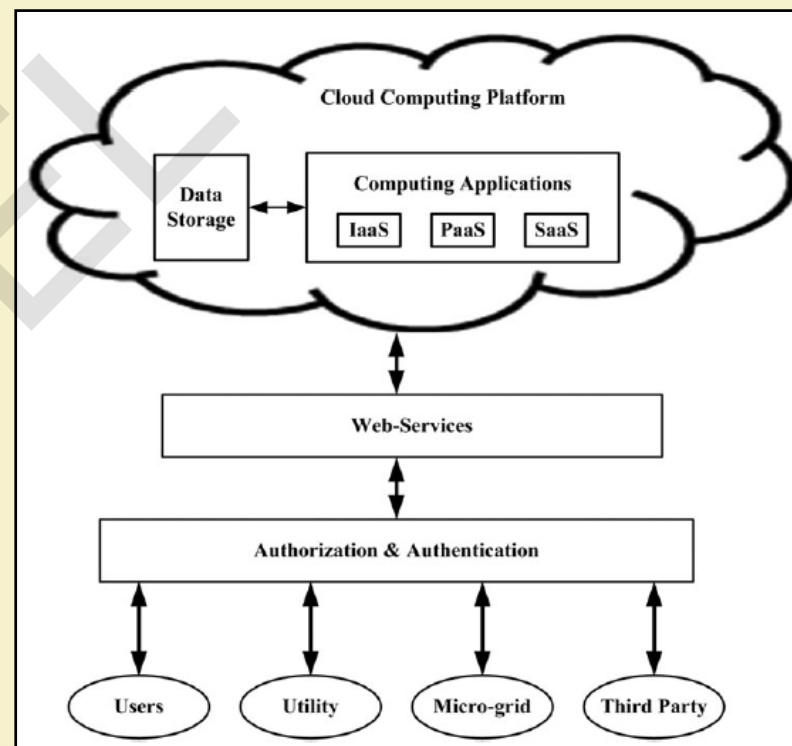 Cloud Computing Platform
Data
Storage
Computing Applications
IaaS
PaaS
SaaS
Web-Services
Authorization & Authentication
Users
Utility
Micro-grid
Third Party